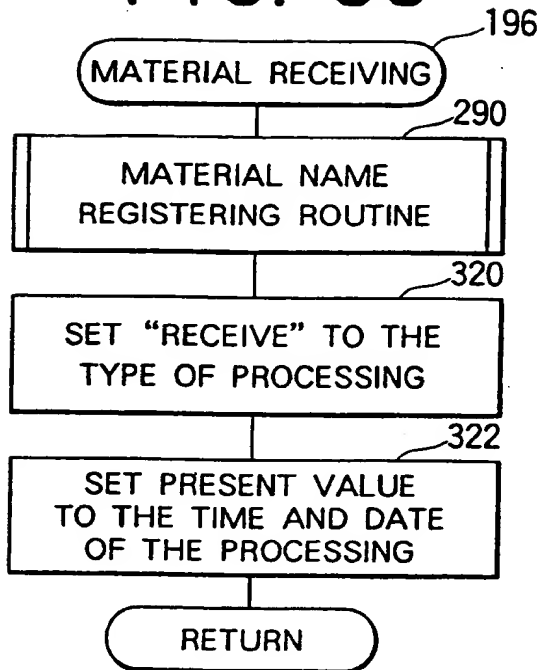 196
MATERIAL RECEIVING
290
MATERIAL NAME
REGISTERING ROUTINE
320
SET “RECEIVE” TO THE
TYPE OF PROCESSING
322
SET PRESENT VALUE
TO THE TIME AND DATE
OF THE PROCESSING
RETURN